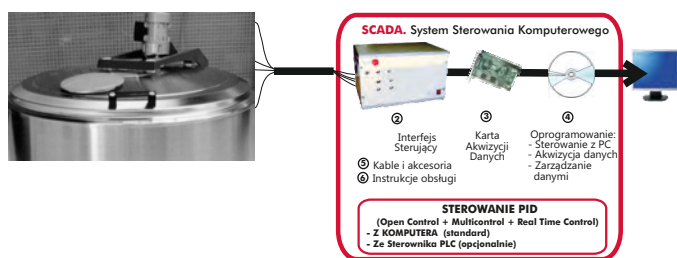 SCADA. System Sterowania Komputerowego
②
Interfejs
Sterujący
③
Karta
Akwizycji
Danych
④
Oprogramowanie:
- Sterowanie z PC
- Akwizycja danych
- Zarządzanie
danymi
⑤ Kable i akcesoria
⑥ Instrukcje obsługi
STEROWANIE PID
(Open Control + Multicontrol + Real Time Control)
- Z KOMPUTERA (standard)
- Ze Sterownika PLC (opcjonalnie)